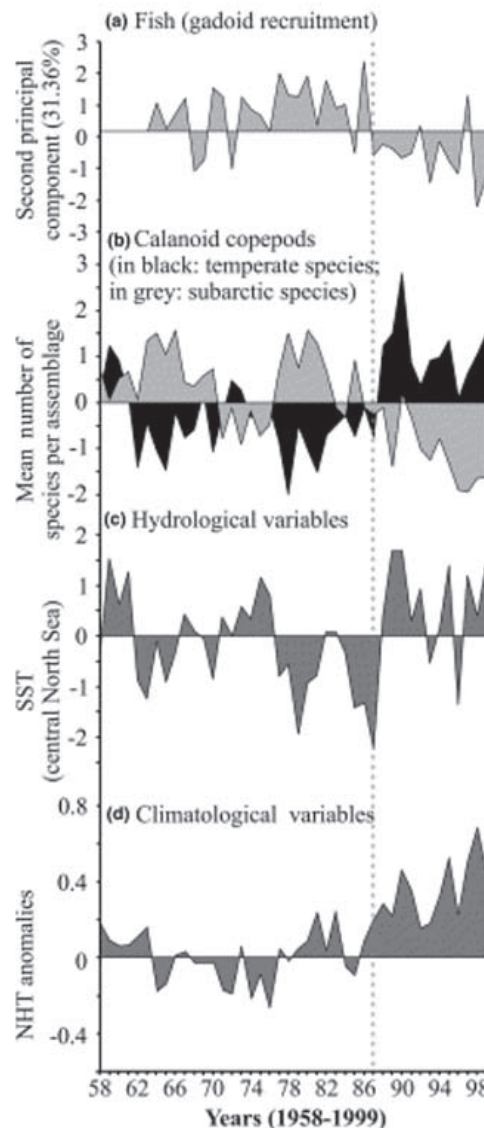 (a) Fish (gadoid recruitment)
Second principal
component (31.36%)
3
2
1
0
-1
-2
-3
(b) Calanoid copepods
(in black: temperate species;
in grey: subarctic species)
Mean number of
species per assemblage
3
2
1
0
-1
-2
(c) Hydrological variables
SST
(central North Sea)
2
1
0
-1
-2
(d) Climatological variables
NHT anomalies
0.8
0.4
0
-0.4
58 62 66 70 74 78 82 86 90 94 98
Years (1958-1999)